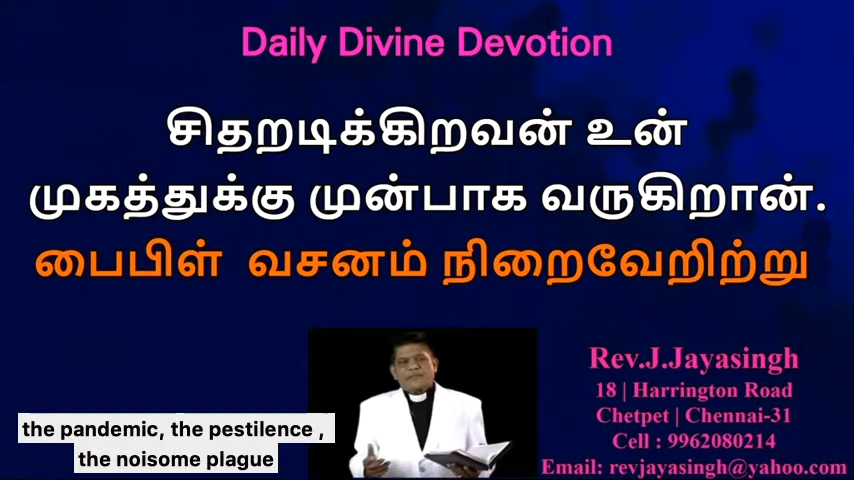 Daily Divine Devotion
சிதறடிக்கிறவன் உன்
முகத்துக்கு முன்பாக வருகிறான்.
பைபிள் வசனம் நிறைவேறிற்று
Rev.J.Jayasingh
18 | Harrington Road
Chetpet | Chennai-31
Cell : 9962080214
Email: revjayasingh@yahoo.com
the pandemic, the pestilence ,
the noisome plague